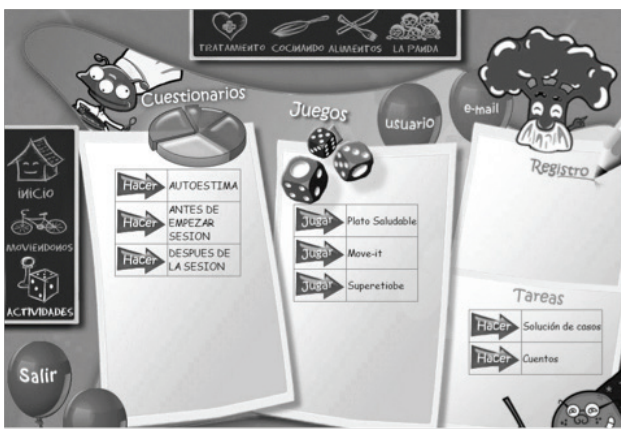 TRATAMIENTO COCINANDO ALIMENTOS LA PANDA
Cuestionarios
Juegos
usuario
e-mail
Registro
iNiCiO
MOViENDONOS
ACTiViDADES
Hacer AUTOESTIMA
Hacer ANTES DE
EMPEZAR
SESION
Hacer DESPUES DE
LA SESION
Jugar Plato Saludable
Jugar Move-it
Jugar Superetiobe
Tareas
Hacer Solución de casos
Hacer Cuentos
Salir